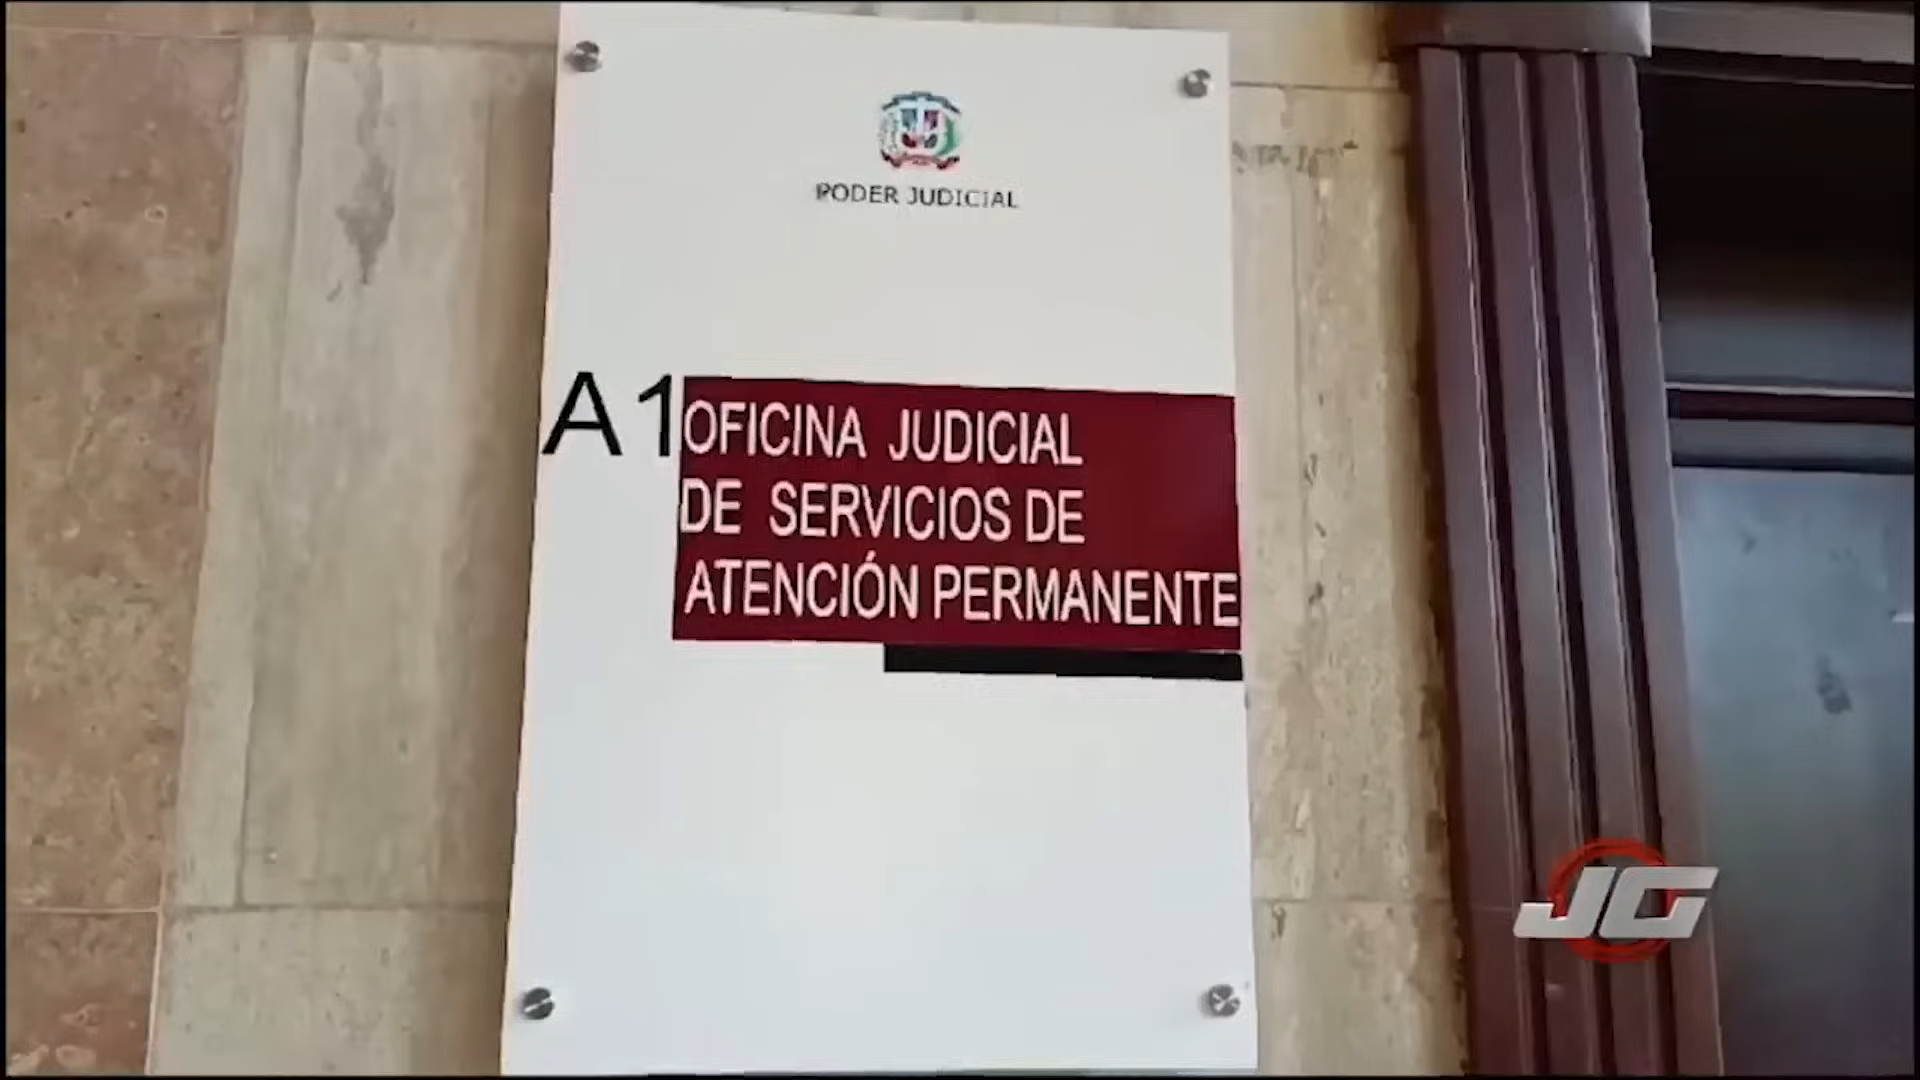 PODER JUDICIAL
A1
OFICINA JUDICIAL
DE SERVICIOS DE
ATENCIÓN PERMANENTE
JG